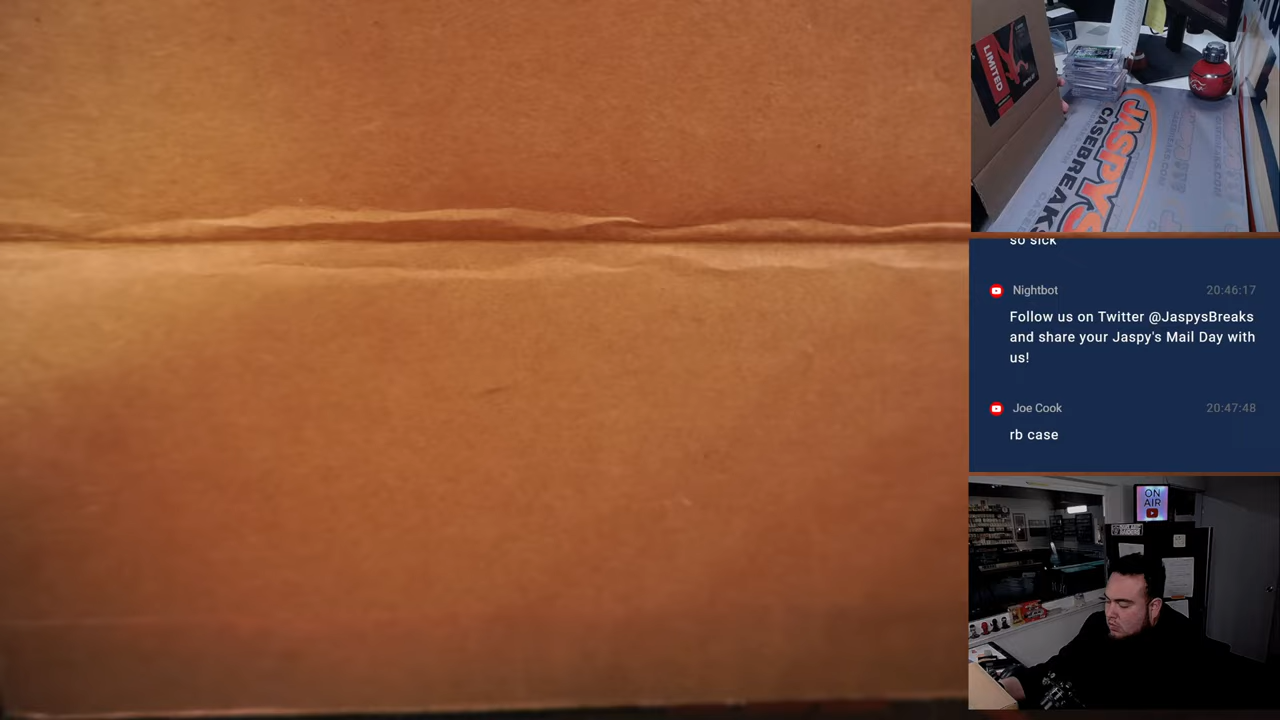 LIMITED
JASPYS
CASEBREAKS
so sick
Nightbot 20:46:17
Follow us on Twitter @JaspysBreaks
and share your Jaspy's Mail Day with
us!
Joe Cook 20:47:48
rb case
ON
AIR